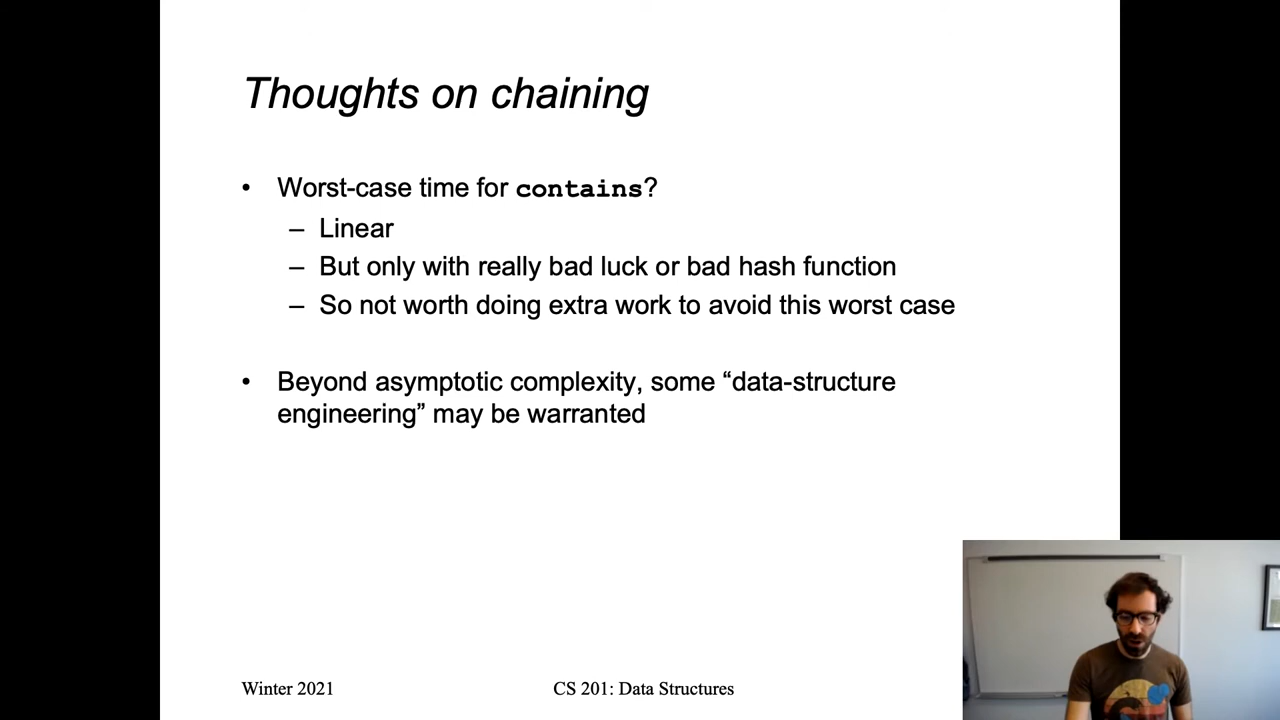 Thoughts on chaining
• Worst-case time for contains?
– Linear
– But only with really bad luck or bad hash function
– So not worth doing extra work to avoid this worst case
• Beyond asymptotic complexity, some “data-structure
engineering” may be warranted
Winter 2021
CS 201: Data Structures